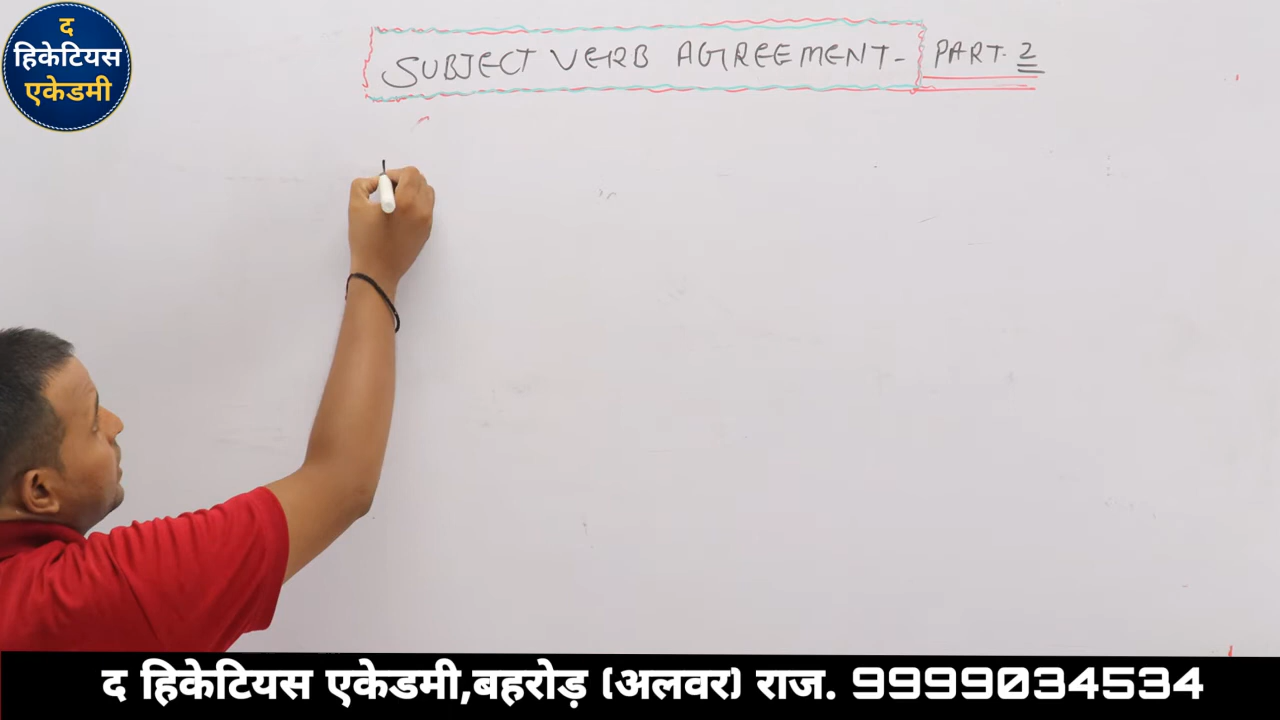 द
हिकेटियस
एकेडमी
SUBJECT VERB AGREEMENT- PART. 2
द हिकेटियस एकेडमी,बहरोड़ (अलवर) राज. 9999034534